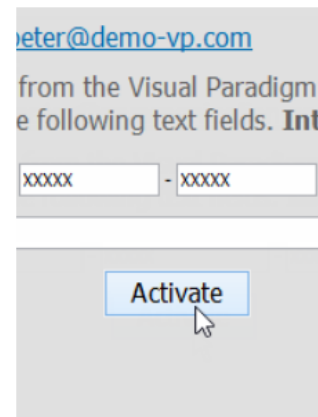 peter@demo-vp.com
from the Visual Paradigm
e following text fields. Int
xxxxx - xxxxx
Activate